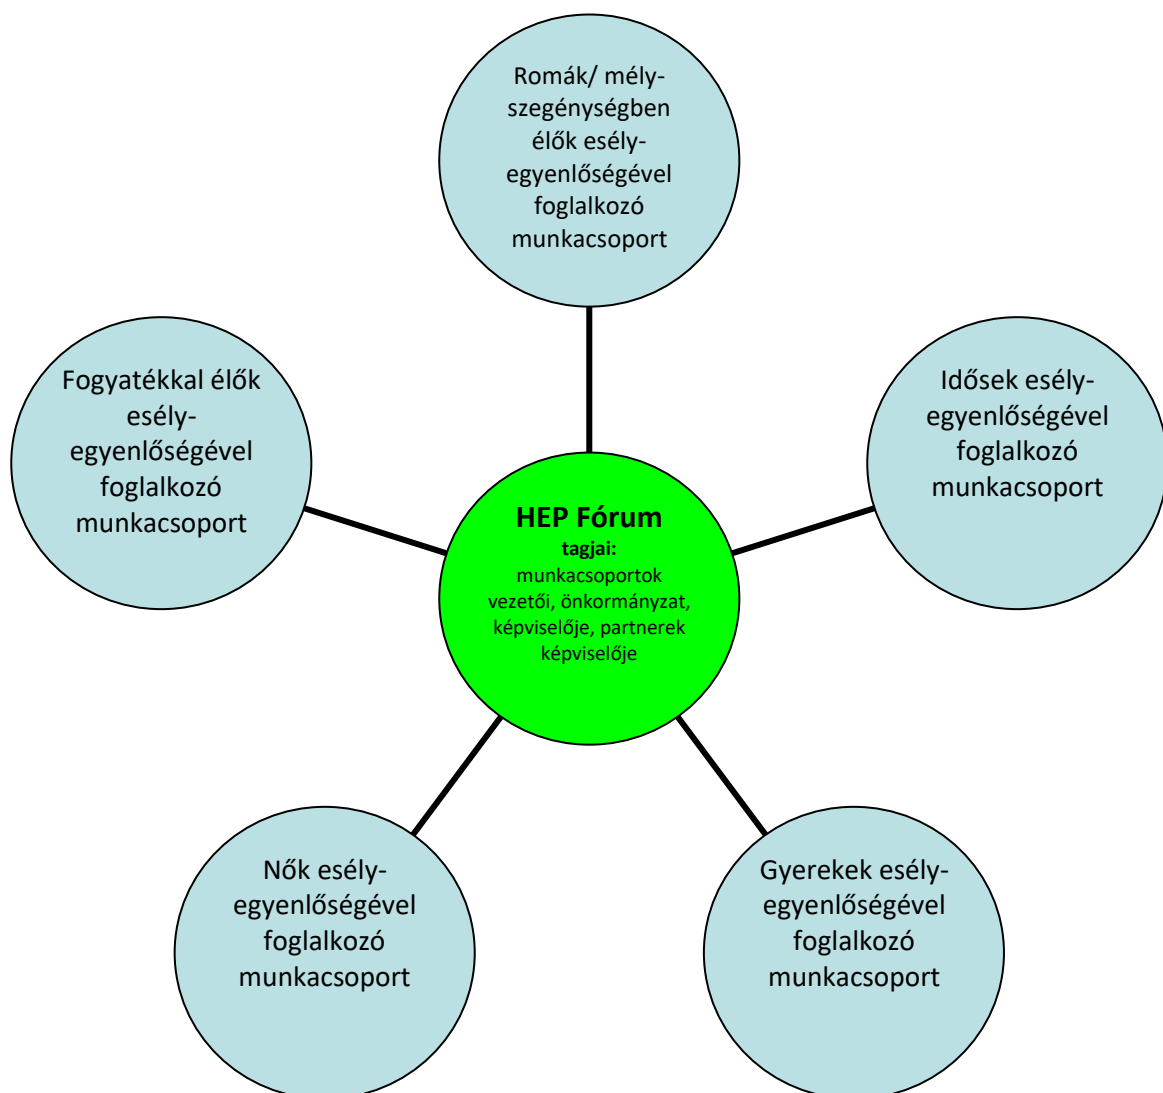 Romák/ mély-
szegénységben
élők esély-
egyenlőségével
foglalkozó
munkacsoport
Fogyatékkal élők
esély-
egyenlőségével
foglalkozó
munkacsoport
Idősek esély-
egyenlőségével
foglalkozó
munkacsoport
HEP Fórum
tagjai:
munkacsoportok
vezetői, önkormányzat,
képviselője, partnerek
képviselője
Nők esély-
egyenlőségével
foglalkozó
munkacsoport
Gyerekek esély-
egyenlőségével
foglalkozó
munkacsoport